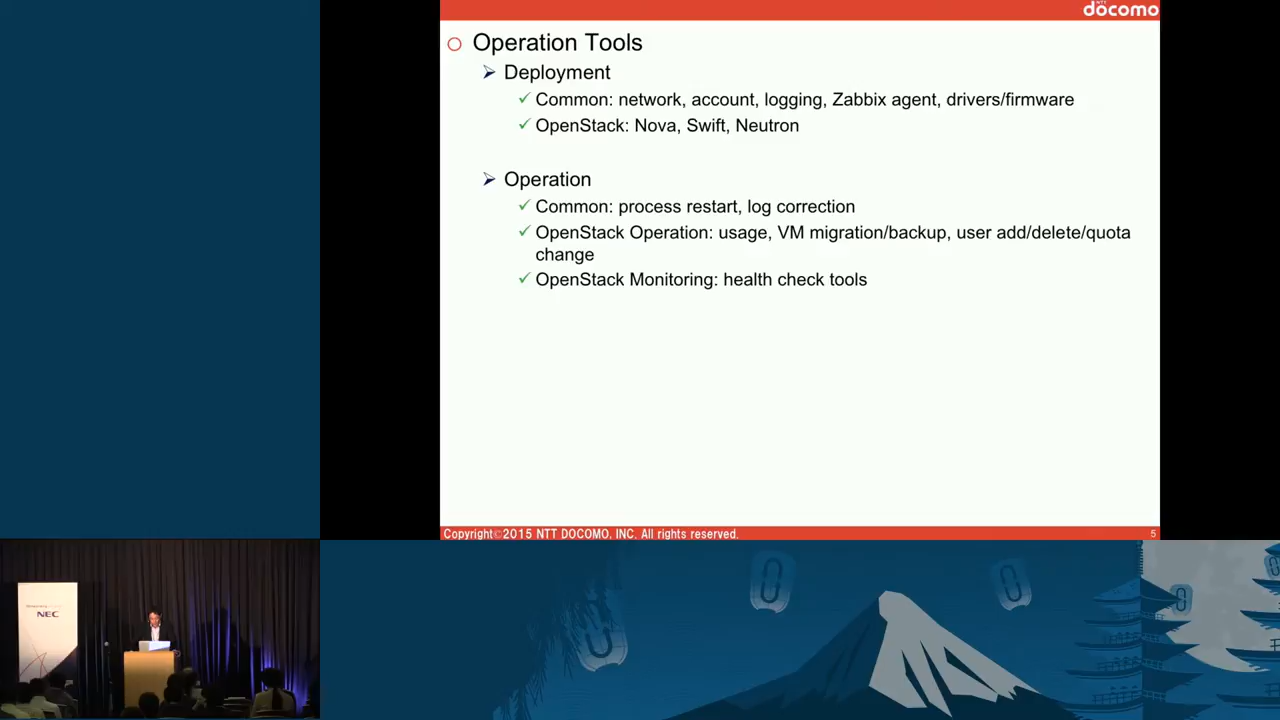 NTT
docomo
Operation Tools
Deployment
Common: network, account, logging, Zabbix agent, drivers/firmware
OpenStack: Nova, Swift, Neutron
Operation
Common: process restart, log correction
OpenStack Operation: usage, VM migration/backup, user add/delete/quota
change
OpenStack Monitoring: health check tools
Copyright©2015 NTT DOCOMO, INC. All rights reserved.
5
NEC